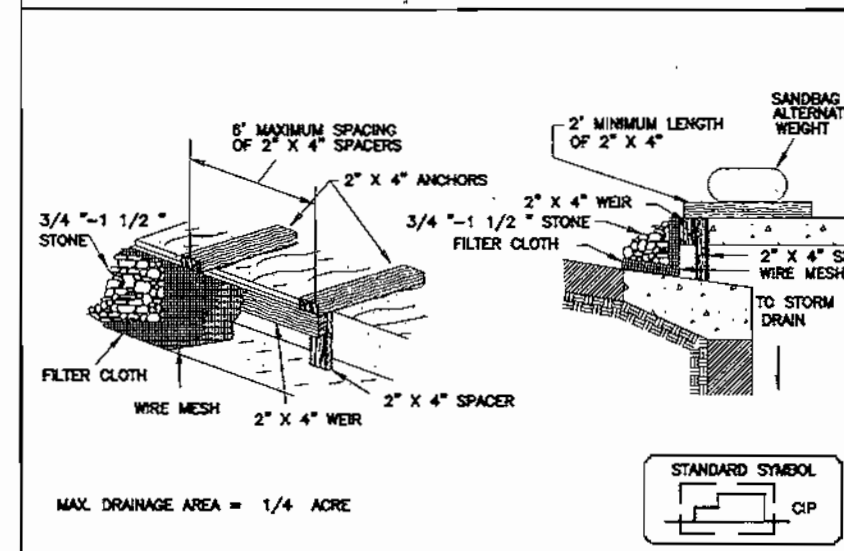 6' MAXIMUM SPACING
OF 2" X 4" SPACERS
2" X 4" ANCHORS
3/4 "-1 1/2 "
STONE
FILTER CLOTH
WIRE MESH
2" X 4" WEIR
2" X 4" SPACER
MAX. DRAINAGE AREA = 1/4 ACRE
2' MINIMUM LENGTH
OF 2" X 4"
SANDBAG
ALTERNAT
WEIGHT
2" X 4" WEIR
3/4 "-1 1/2 " STONE
FILTER CLOTH
2" X 4" S
WIRE MESH
TO STORM
DRAIN
STANDARD SYMBOL
CIP